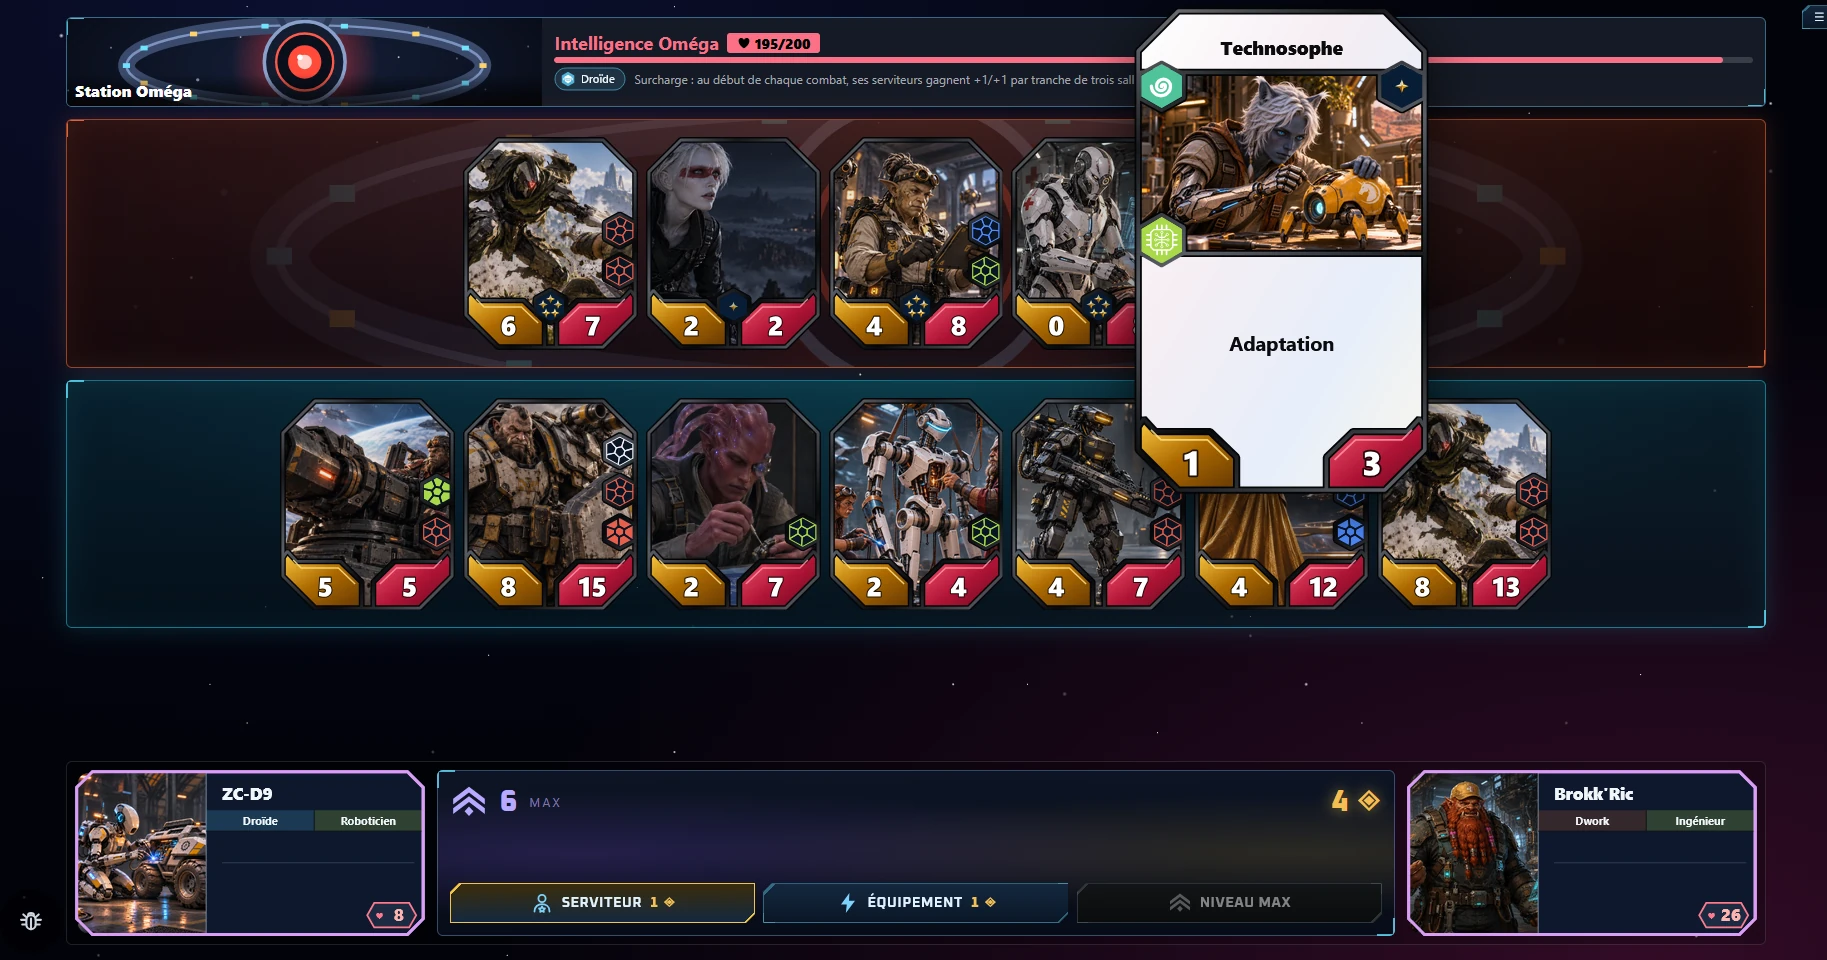 Intelligence Oméga 195/200
Station Oméga
Droïde Surcharge : au début de chaque combat, ses serviteurs gagnent +1/+1 par tranche de trois sall
Technosophe
Adaptation
1 3
6 7 2 2 4 8 0
5 5 8 15 2 7 2 4 4 7 4 12 8 13
ZC-D9
Droïde Roboticien
8
6 MAX
4
SERVITEUR 1
ÉQUIPEMENT 1
NIVEAU MAX
Brokk'Ric
Dwork Ingénieur
26